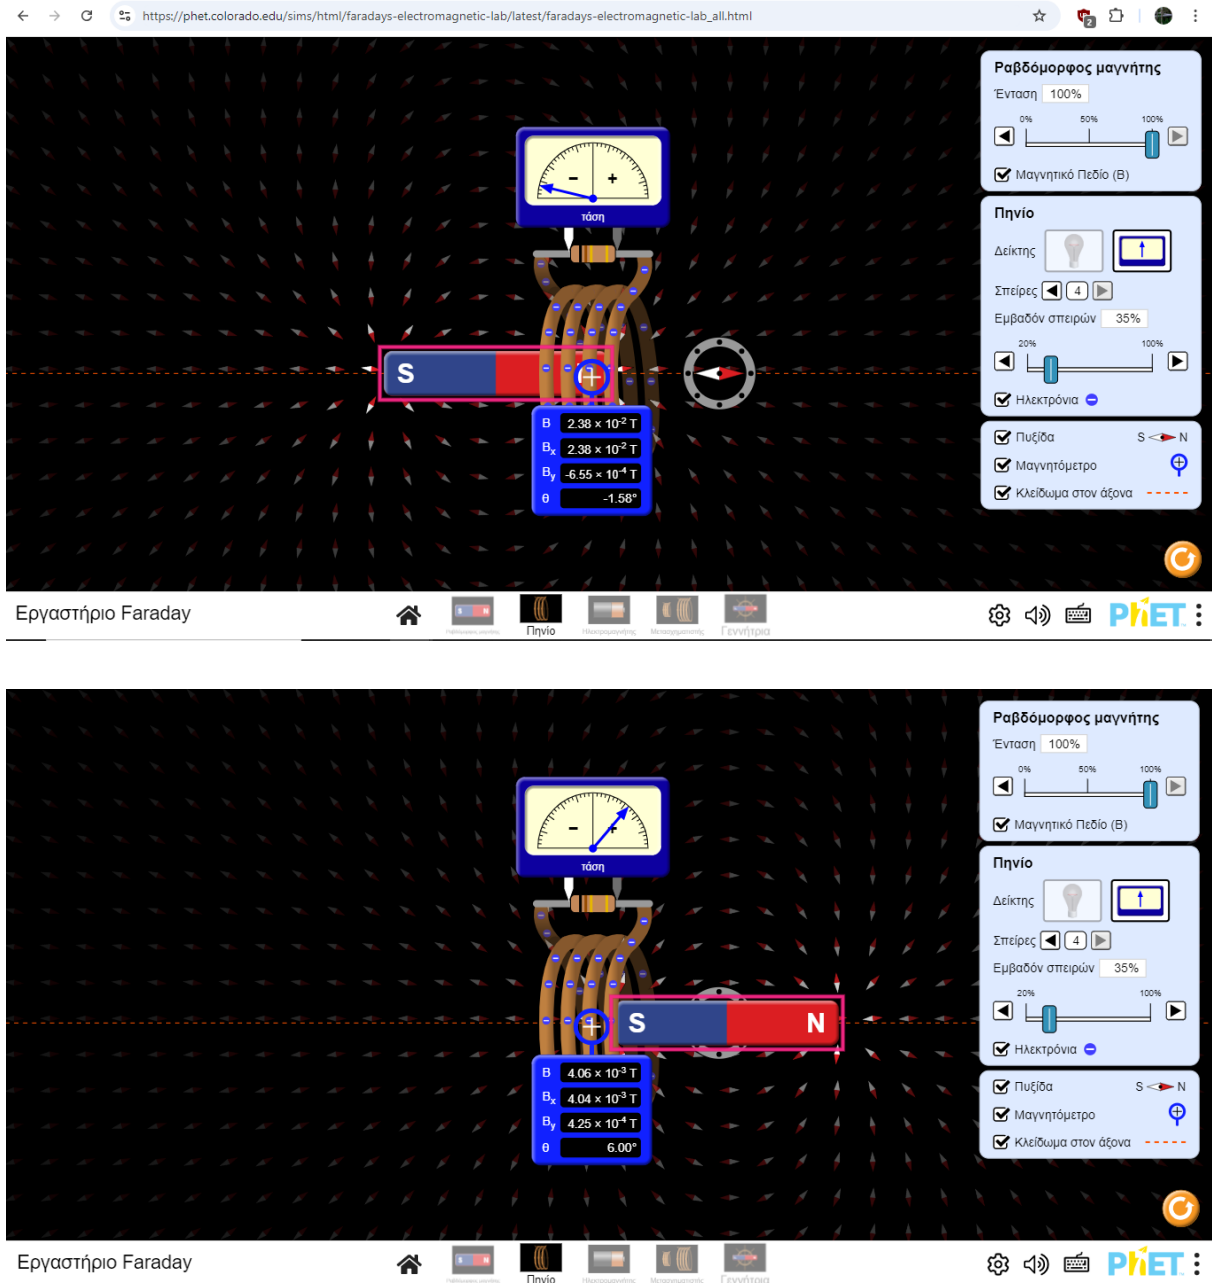 https://phet.colorado.edu/sims/html/faradays-electromagnetic-lab/latest/faradays-electromagnetic-lab_all.html
2
Ραβδόμορφος μαγνήτης
Ένταση 100%
0% 50% 100%
Μαγνητικό Πεδίο (B)
Πηνίο
Δείκτης
Σπείρες 4
Εμβαδόν σπειρών 35%
20% 100%
Ηλεκτρόνια
Πυξίδα S N
Μαγνητόμετρο
Κλείδωμα στον άξονα
− +
τάση
S
B 2.38 × 10⁻² T
Bx 2.38 × 10⁻² T
By -6.55 × 10⁻⁴ T
θ -1.58°
Εργαστήριο Faraday
Πηνίο
Ηλεκτρομαγνήτης
Μετασχηματιστής
Γεννήτρια
PhET
Ραβδόμορφος μαγνήτης
Ένταση 100%
0% 50% 100%
Μαγνητικό Πεδίο (B)
Πηνίο
Δείκτης
Σπείρες 4
Εμβαδόν σπειρών 35%
20% 100%
Ηλεκτρόνια
Πυξίδα S N
Μαγνητόμετρο
Κλείδωμα στον άξονα
− +
τάση
S N
B 4.06 × 10⁻³ T
Bx 4.04 × 10⁻³ T
By 4.25 × 10⁻⁴ T
θ 6.00°
Εργαστήριο Faraday
Πηνίο
Γεννήτρια
PhET